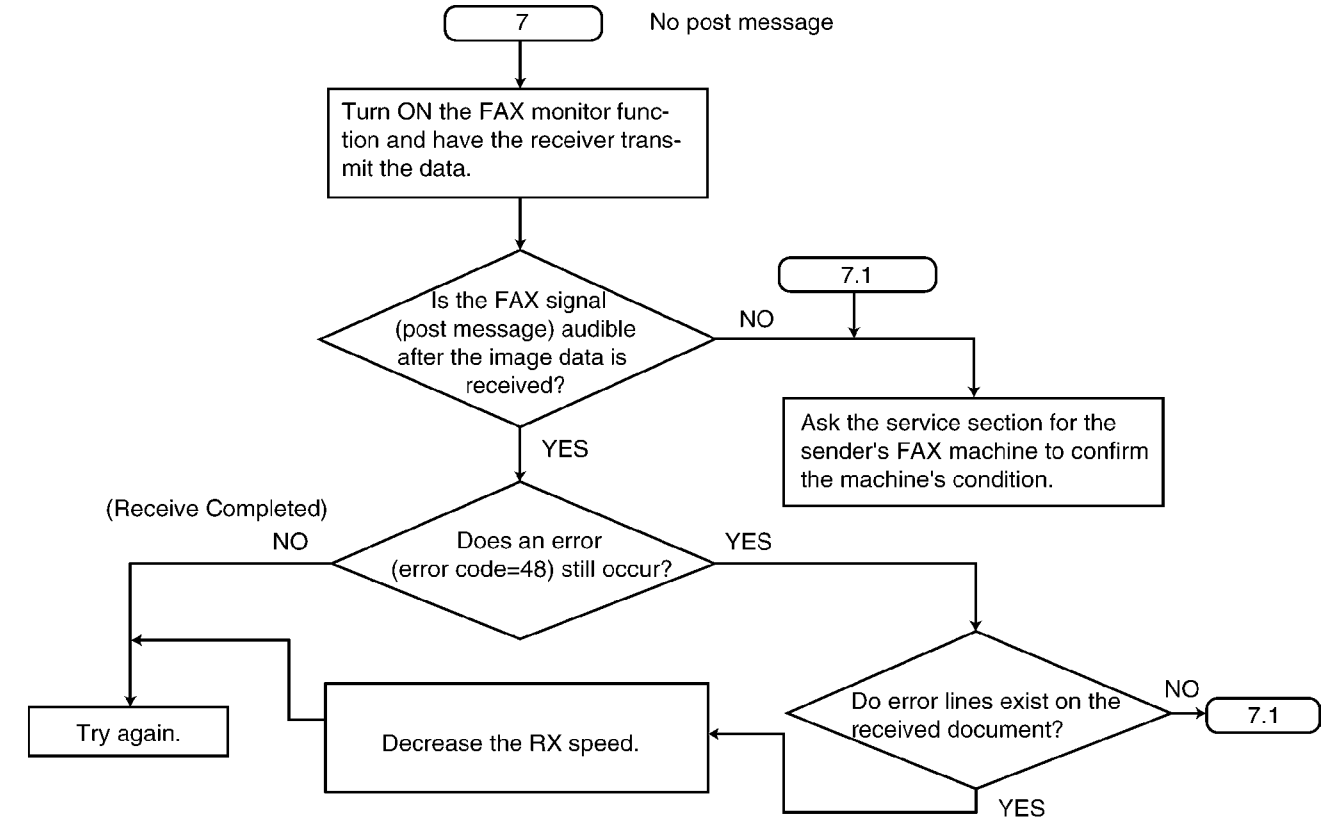 7
No post message
Turn ON the FAX monitor func-
tion and have the receiver trans-
mit the data.
7.1
Is the FAX signal
(post message) audible
after the image data is
received?
NO
Ask the service section for the
sender's FAX machine to confirm
the machine's condition.
YES
(Receive Completed)
NO
Does an error
(error code=48) still occur?
YES
Do error lines exist on the
received document?
NO
7.1
Try again.
Decrease the RX speed.
YES